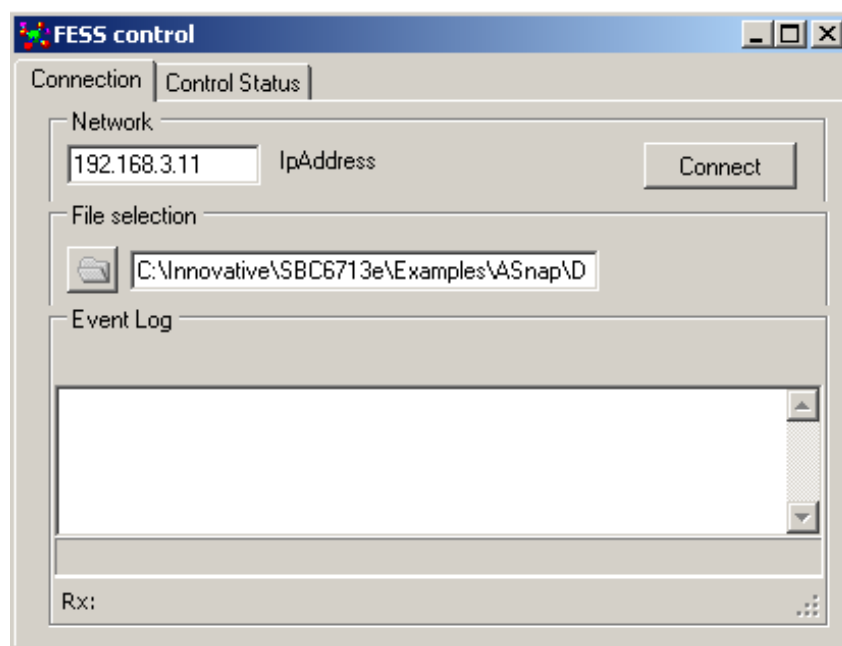 FESS control
Connection Control Status
Network
192.168.3.11 IpAddress Connect
File selection
C:\Innovative\SBC6713e\Examples\ASnap\D
Event Log
Rx: